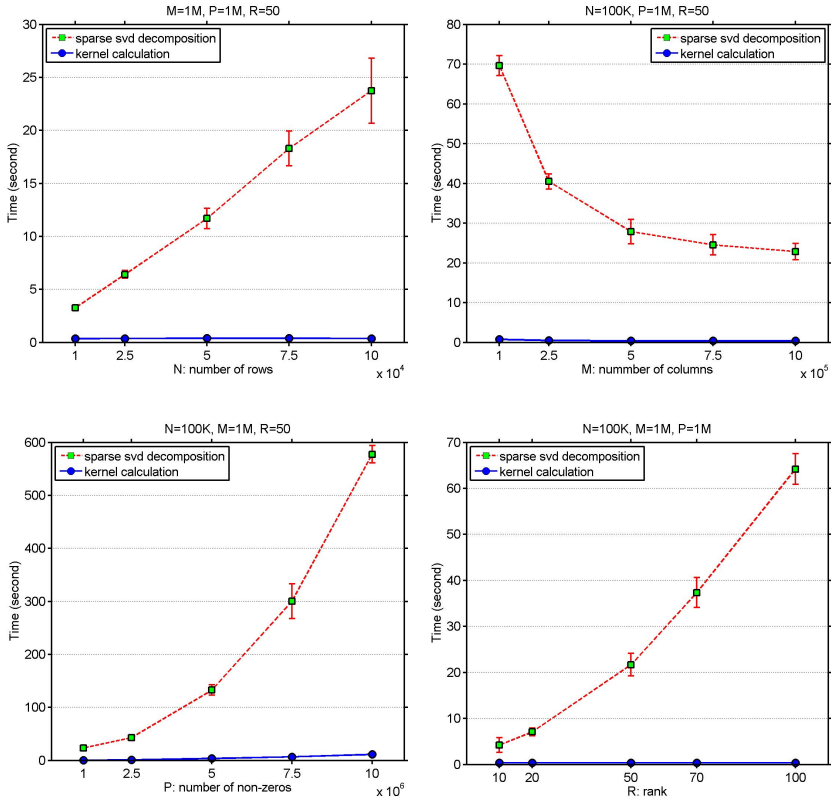 M=1M, P=1M, R=50
30
25
20
15
10
5
0
Time (second)
sparse svd decomposition
kernel calculation
1 2.5 5 7.5 10
N: number of rows
x 10^4
N=100K, P=1M, R=50
80
70
60
50
40
30
20
10
0
Time (second)
sparse svd decomposition
kernel calculation
1 2.5 5 7.5 10
M: nummber of columns
x 10^5
N=100K, M=1M, R=50
600
500
400
300
200
100
0
Time (second)
sparse svd decomposition
kernel calculation
1 2.5 5 7.5 10
P: number of non-zeros
x 10^6
N=100K, M=1M, P=1M
70
60
50
40
30
20
10
0
Time (second)
sparse svd decomposition
kernel calculation
10 20 50 70 100
R: rank